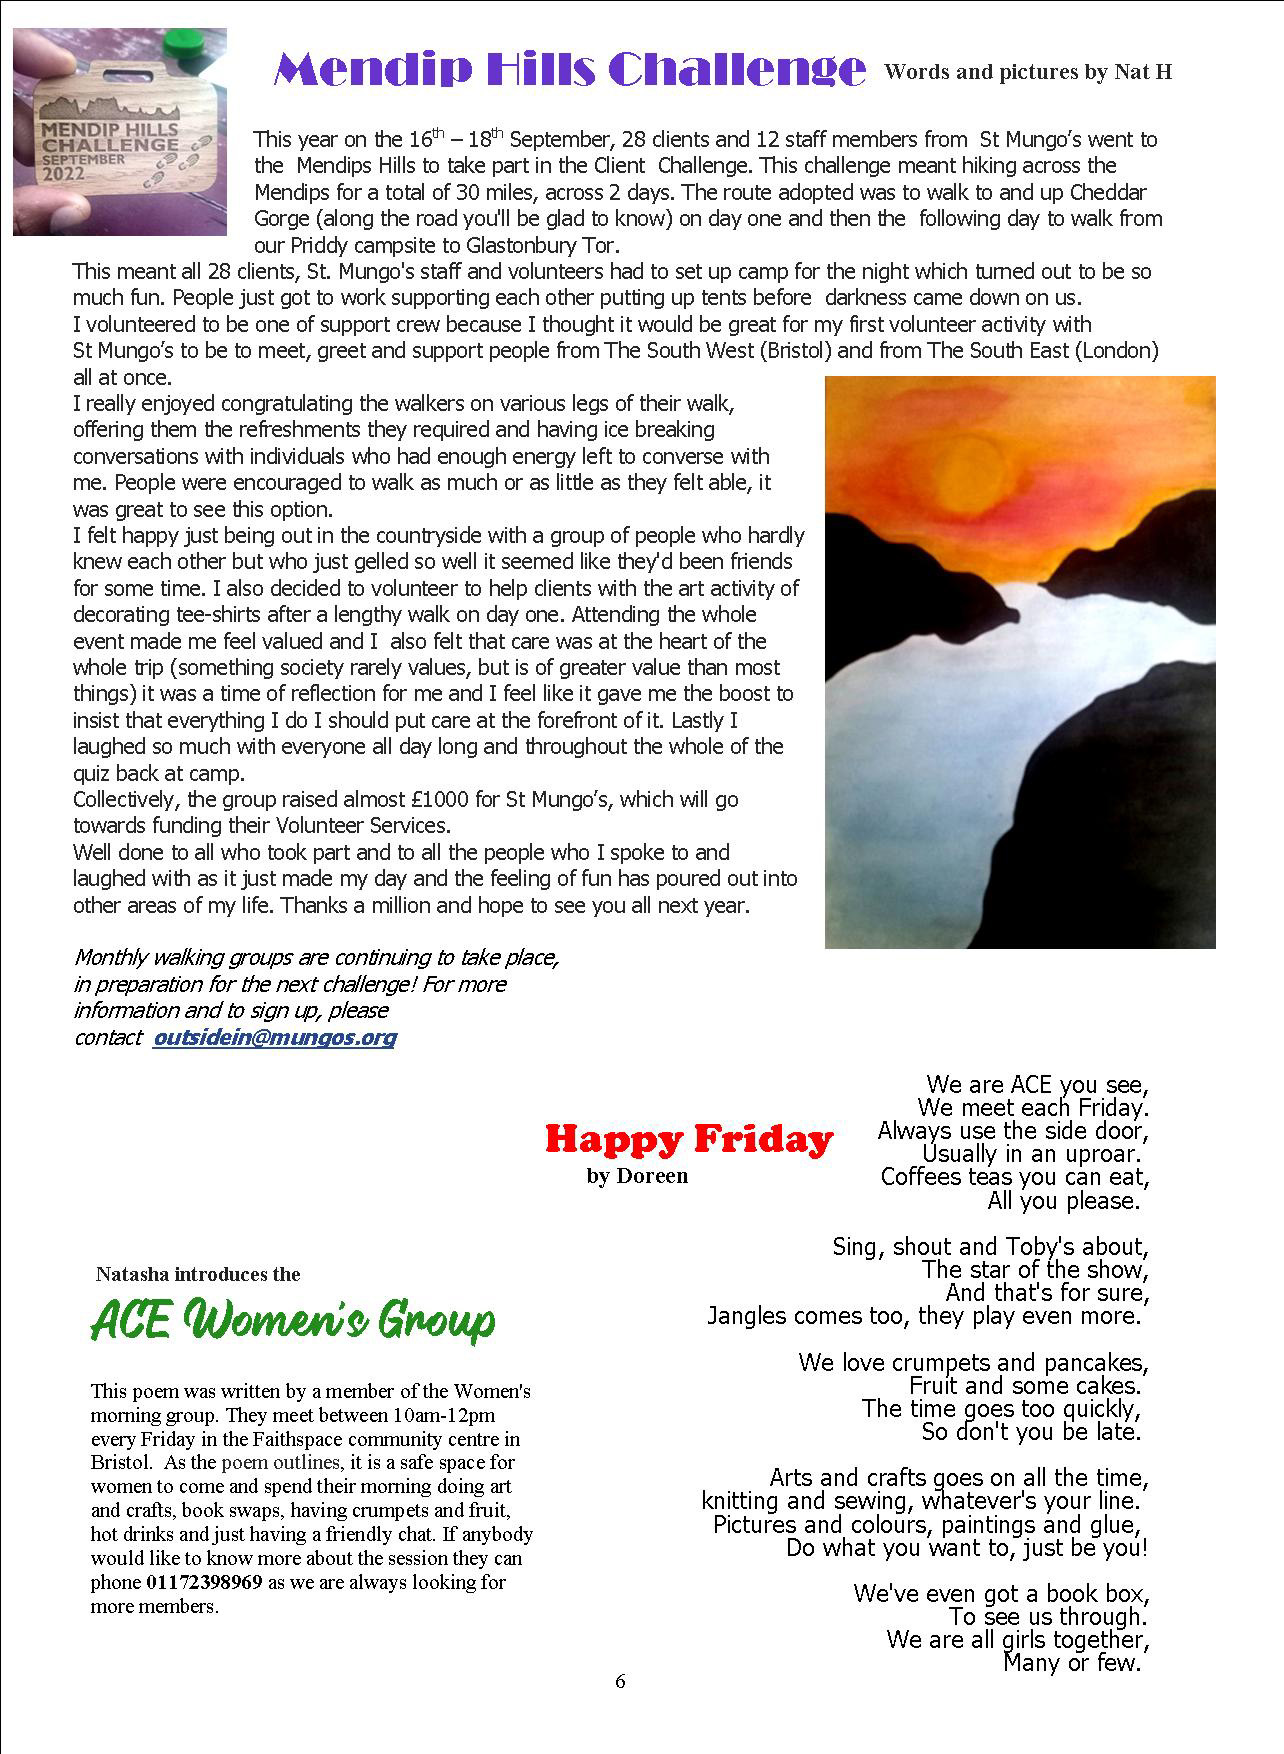 MENDIP HILLS
CHALLENGE
SEPTEMBER
2022
Mendip Hills Challenge Words and pictures by Nat H
This year on the 16th – 18th September, 28 clients and 12 staff members from  St Mungo’s went to
the  Mendips Hills to take part in the Client  Challenge. This challenge meant hiking across the
Mendips for a total of 30 miles, across 2 days. The route adopted was to walk to and up Cheddar
Gorge (along the road you'll be glad to know) on day one and then the  following day to walk from
our Priddy campsite to Glastonbury Tor.
This meant all 28 clients, St. Mungo's staff and volunteers had to set up camp for the night which turned out to be so
much fun. People just got to work supporting each other putting up tents before  darkness came down on us.
I volunteered to be one of support crew because I thought it would be great for my first volunteer activity with
St Mungo’s to be to meet, greet and support people from The South West (Bristol) and from The South East (London)
all at once.
I really enjoyed congratulating the walkers on various legs of their walk,
offering them the refreshments they required and having ice breaking
conversations with individuals who had enough energy left to converse with
me. People were encouraged to walk as much or as little as they felt able, it
was great to see this option.
I felt happy just being out in the countryside with a group of people who hardly
knew each other but who just gelled so well it seemed like they'd been friends
for some time. I also decided to volunteer to help clients with the art activity of
decorating tee-shirts after a lengthy walk on day one. Attending the whole
event made me feel valued and I  also felt that care was at the heart of the
whole trip (something society rarely values, but is of greater value than most
things) it was a time of reflection for me and I feel like it gave me the boost to
insist that everything I do I should put care at the forefront of it. Lastly I
laughed so much with everyone all day long and throughout the whole of the
quiz back at camp.
Collectively, the group raised almost £1000 for St Mungo’s, which will go
towards funding their Volunteer Services.
Well done to all who took part and to all the people who I spoke to and
laughed with as it just made my day and the feeling of fun has poured out into
other areas of my life. Thanks a million and hope to see you all next year.
Monthly walking groups are continuing to take place,
in preparation for the next challenge! For more
information and to sign up, please
contact  outsidein@mungos.org
Happy Friday
by Doreen
We are ACE you see,
We meet each Friday.
Always use the side door,
Usually in an uproar.
Coffees teas you can eat,
All you please.
Sing, shout and Toby's about,
The star of the show,
And that's for sure,
Jangles comes too, they play even more.
We love crumpets and pancakes,
Fruit and some cakes.
The time goes too quickly,
So don't you be late.
Arts and crafts goes on all the time,
knitting and sewing, whatever's your line.
Pictures and colours, paintings and glue,
Do what you want to, just be you!
We've even got a book box,
To see us through.
We are all girls together,
Many or few.
Natasha introduces the
ACE Women's Group
This poem was written by a member of the Women's
morning group. They meet between 10am-12pm
every Friday in the Faithspace community centre in
Bristol.  As the poem outlines, it is a safe space for
women to come and spend their morning doing art
and crafts, book swaps, having crumpets and fruit,
hot drinks and just having a friendly chat. If anybody
would like to know more about the session they can
phone 01172398969 as we are always looking for
more members.
6